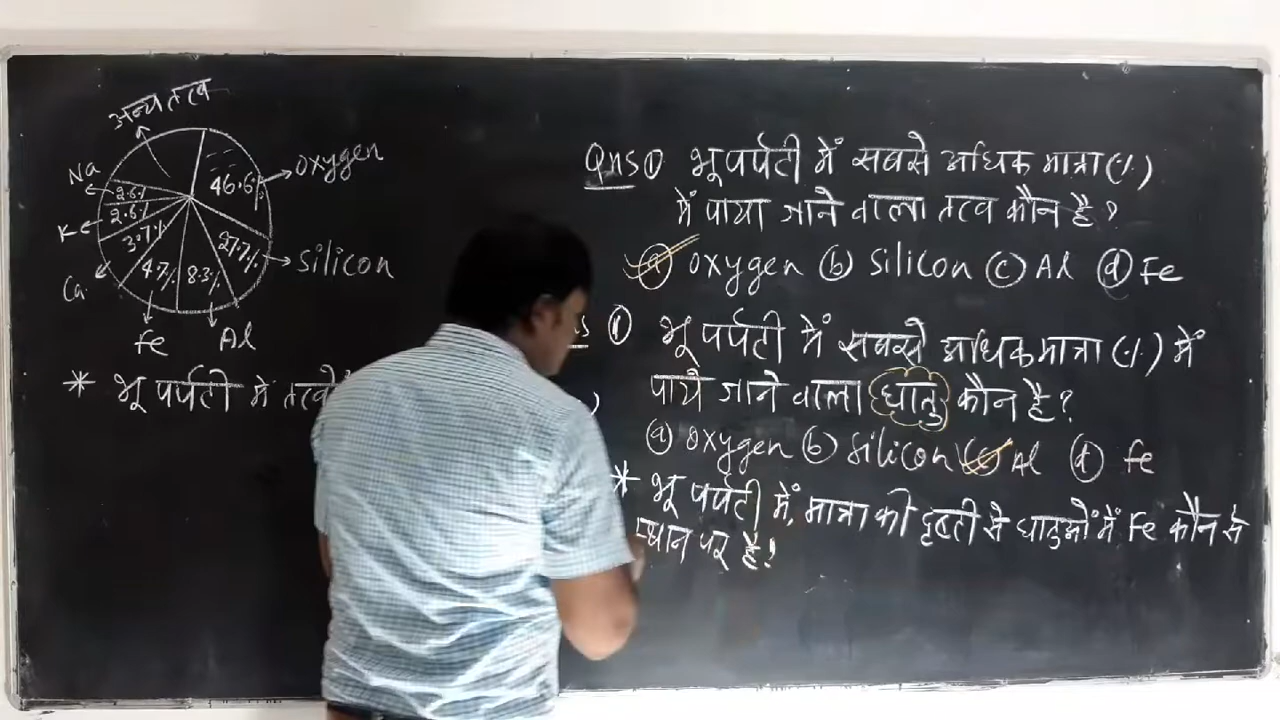 अन्य तत्व
Na
2.6%
46.6%
oxygen
K
2.6%
Ca
3.7%
27.7%
silicon
4.7%
8.3%
Fe
Al
* भू पर्पटी में
Qns ① भू पर्पटी में सबसे अधिक मात्रा (%)
में पाया जाने वाला तत्व कौन है?
ⓐ oxygen ⓑ silicon ⓒ Al ⓓ Fe
① भू पर्पटी में सबसे अधिक मात्रा (%) में
पाये जाने वाला धातु कौन है?
ⓐ oxygen ⓑ silicon ⓒ Al ⓓ fe
* भू पर्पटी में, मात्रा की दृष्टी से धातुओं में Fe कौन से
स्थान पर है?